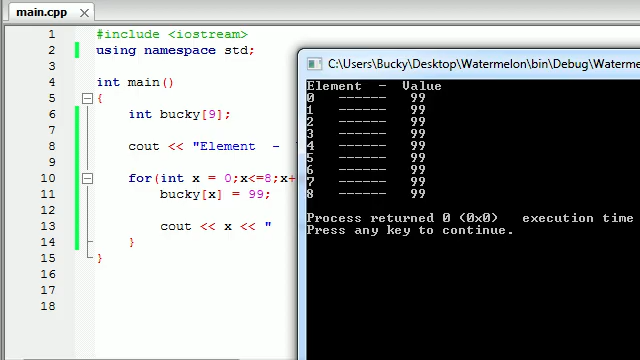 main.cpp
1 #include <iostream>
2 using namespace std;
3
4 int main()
5 {
6 int bucky[9];
7
8 cout << "Element -
9
10 for(int x = 0;x<=8;x+
11 bucky[x] = 99;
12
13 cout << x << "
14 }
15 }
16
17
18
C:\Users\Bucky\Desktop\Watermelon\bin\Debug\Waterme
Element - Value
0 ------ 99
1 ------ 99
2 ------ 99
3 ------ 99
4 ------ 99
5 ------ 99
6 ------ 99
7 ------ 99
8 ------ 99
Process returned 0 (0x0) execution time
Press any key to continue.